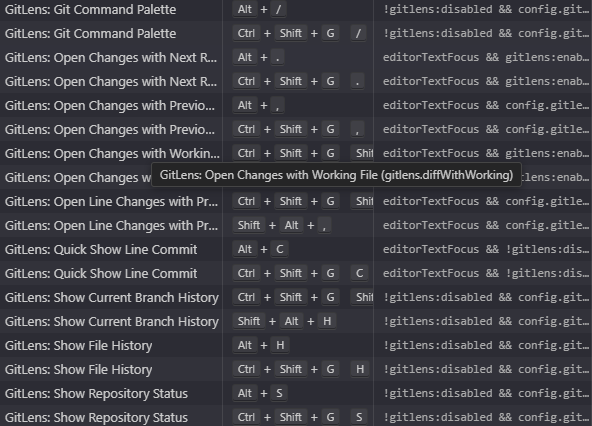 GitLens: Git Command Palette Alt + / !gitlens:disabled && config.git…
GitLens: Git Command Palette Ctrl + Shift + G / !gitlens:disabled && config.git…
GitLens: Open Changes with Next R... Alt + . editorTextFocus && gitlens:enab…
GitLens: Open Changes with Next R... Ctrl + Shift + G . editorTextFocus && gitlens:enab…
GitLens: Open Changes with Previo... Alt + , editorTextFocus && config.gitle…
GitLens: Open Changes with Previo... Ctrl + Shift + G , editorTextFocus && config.gitle…
GitLens: Open Changes with Workin... Ctrl + Shift + G Shi editorTextFocus && gitlens:enab…
GitLens: Open Changes w lens:enab…
GitLens: Open Changes with Working File (gitlens.diffWithWorking)
GitLens: Open Line Changes with Pr... Ctrl + Shift + G Shi editorTextFocus && config.gitle…
GitLens: Open Line Changes with Pr... Shift + Alt + , editorTextFocus && config.gitle…
GitLens: Quick Show Line Commit Alt + C editorTextFocus && !gitlens:dis…
GitLens: Quick Show Line Commit Ctrl + Shift + G C editorTextFocus && !gitlens:dis…
GitLens: Show Current Branch History Ctrl + Shift + G Shi !gitlens:disabled && config.git…
GitLens: Show Current Branch History Shift + Alt + H !gitlens:disabled && config.git…
GitLens: Show File History Alt + H !gitlens:disabled && config.git…
GitLens: Show File History Ctrl + Shift + G H !gitlens:disabled && config.git…
GitLens: Show Repository Status Alt + S !gitlens:disabled && config.git…
GitLens: Show Repository Status Ctrl + Shift + G S !gitlens:disabled && config.git…